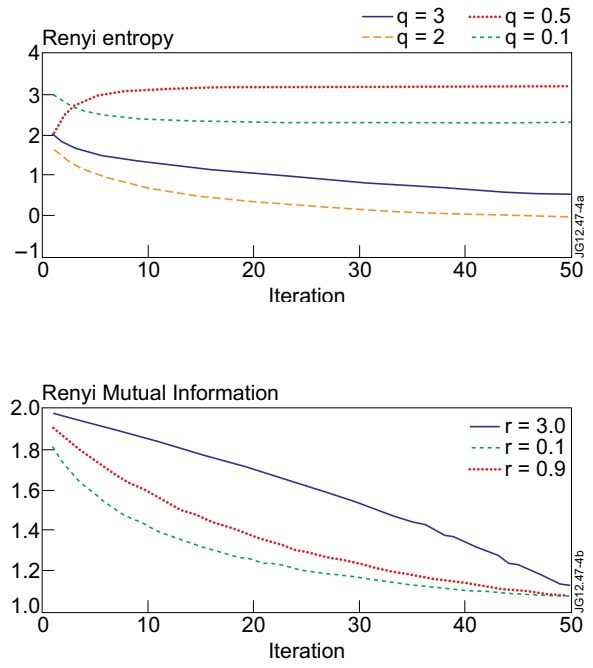 q = 3 q = 0.5
Renyi entropy q = 2 q = 0.1
4
3
2
1
0
−1
0 10 20 30 40 50
Iteration
JG12.47-4a
Renyi Mutual Information
2.0
1.8
1.6
1.4
1.2
1.0
r = 3.0
r = 0.1
r = 0.9
0 10 20 30 40 50
Iteration
JG12.47-4b